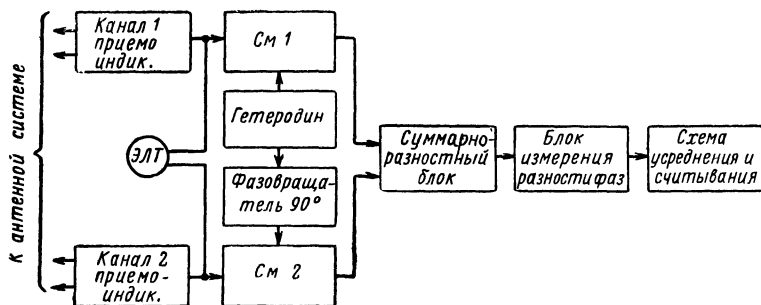 К антенной системе
Канал 1
приемо
индик.
См 1
Гетеродин
ЭЛТ
Фазовраща-
тель 90°
Канал 2
приемо-
индик.
См 2
Суммарно-
разностный
блок
Блок
измерения
разности фаз
Схема
усреднения и
считывания